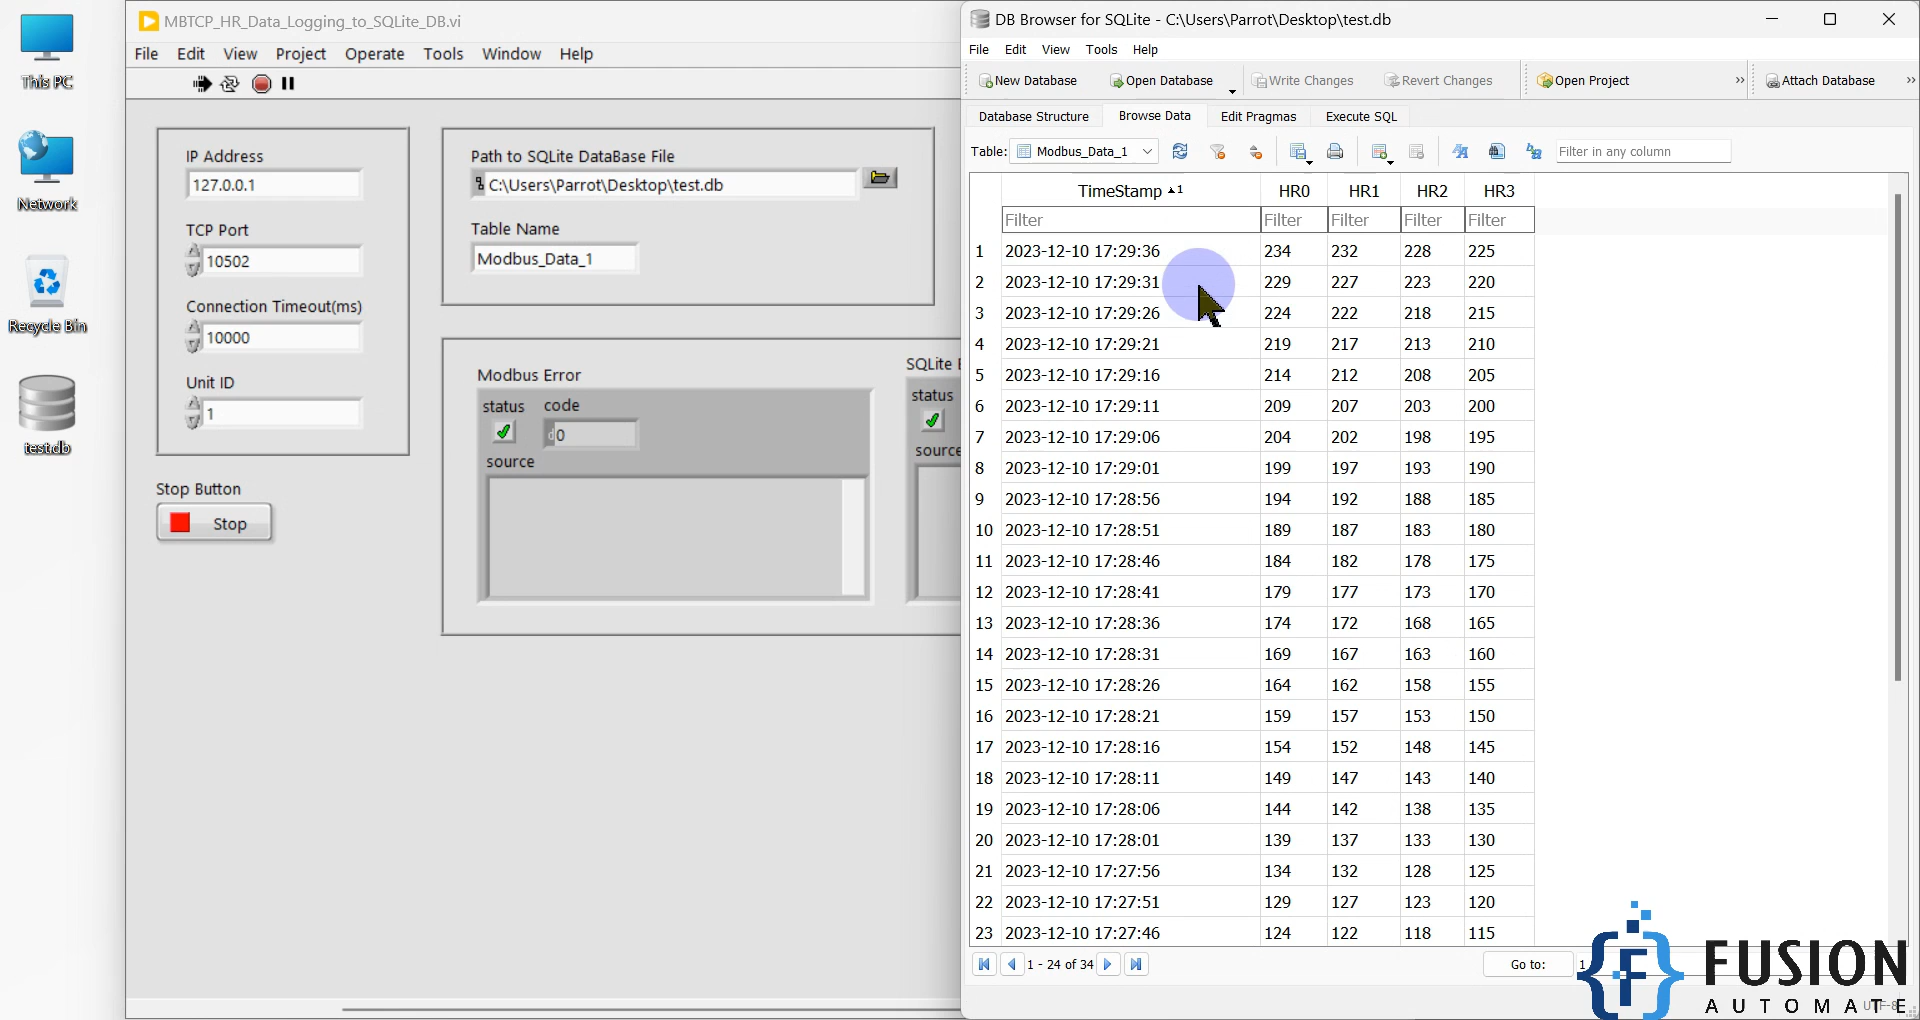 This PC
Network
Recycle Bin
test.db
MBTCP_HR_Data_Logging_to_SQLite_DB.vi
File Edit View Project Operate Tools Window Help
IP Address
127.0.0.1
TCP Port
10502
Connection Timeout(ms)
10000
Unit ID
1
Stop Button
Stop
Path to SQLite DataBase File
C:\Users\Parrot\Desktop\test.db
Table Name
Modbus_Data_1
Modbus Error
status code
d 0
source
SQLite
status
source
DB Browser for SQLite - C:\Users\Parrot\Desktop\test.db
File Edit View Tools Help
New Database Open Database Write Changes Revert Changes Open Project » Attach Database »
Database Structure Browse Data Edit Pragmas Execute SQL
Table: Modbus_Data_1 Filter in any column
TimeStamp 1 HR0 HR1 HR2 HR3
Filter Filter Filter Filter Filter
1 2023-12-10 17:29:36 234 232 228 225
2 2023-12-10 17:29:31 229 227 223 220
3 2023-12-10 17:29:26 224 222 218 215
4 2023-12-10 17:29:21 219 217 213 210
5 2023-12-10 17:29:16 214 212 208 205
6 2023-12-10 17:29:11 209 207 203 200
7 2023-12-10 17:29:06 204 202 198 195
8 2023-12-10 17:29:01 199 197 193 190
9 2023-12-10 17:28:56 194 192 188 185
10 2023-12-10 17:28:51 189 187 183 180
11 2023-12-10 17:28:46 184 182 178 175
12 2023-12-10 17:28:41 179 177 173 170
13 2023-12-10 17:28:36 174 172 168 165
14 2023-12-10 17:28:31 169 167 163 160
15 2023-12-10 17:28:26 164 162 158 155
16 2023-12-10 17:28:21 159 157 153 150
17 2023-12-10 17:28:16 154 152 148 145
18 2023-12-10 17:28:11 149 147 143 140
19 2023-12-10 17:28:06 144 142 138 135
20 2023-12-10 17:28:01 139 137 133 130
21 2023-12-10 17:27:56 134 132 128 125
22 2023-12-10 17:27:51 129 127 123 120
23 2023-12-10 17:27:46 124 122 118 115
1 - 24 of 34 Go to: 1
UTF-8
FUSION
AUTOMATE